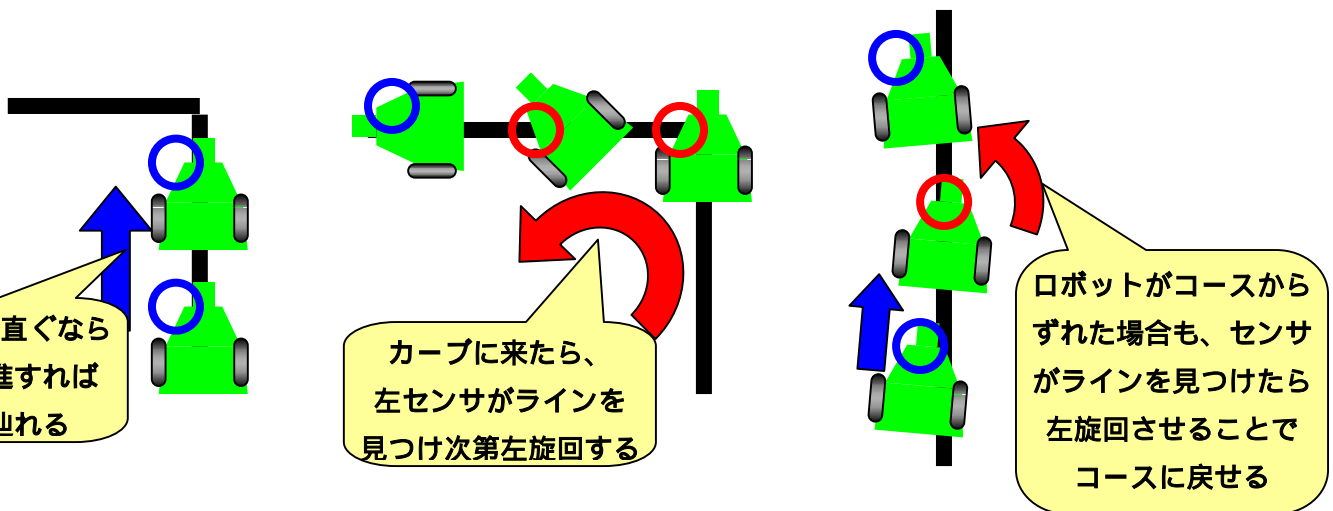 直ぐなら
進すれば
れる
カーブに来たら、
左センサがラインを
見つけ次第左旋回する
ロボットがコースから
ずれた場合も、センサ
がラインを見つけたら
左旋回させることで
コースに戻せる